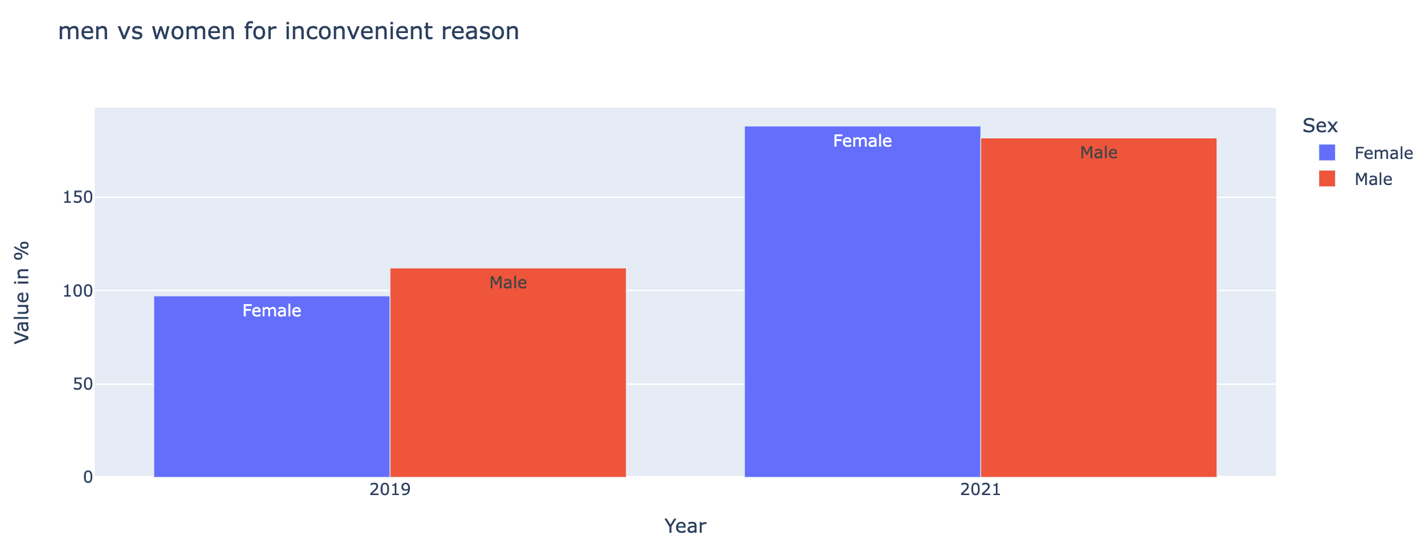 men vs women for inconvenient reason
Sex
Female
Male
Value in %
150
100
50
0
Female
Male
Female
Male
2019
2021
Year